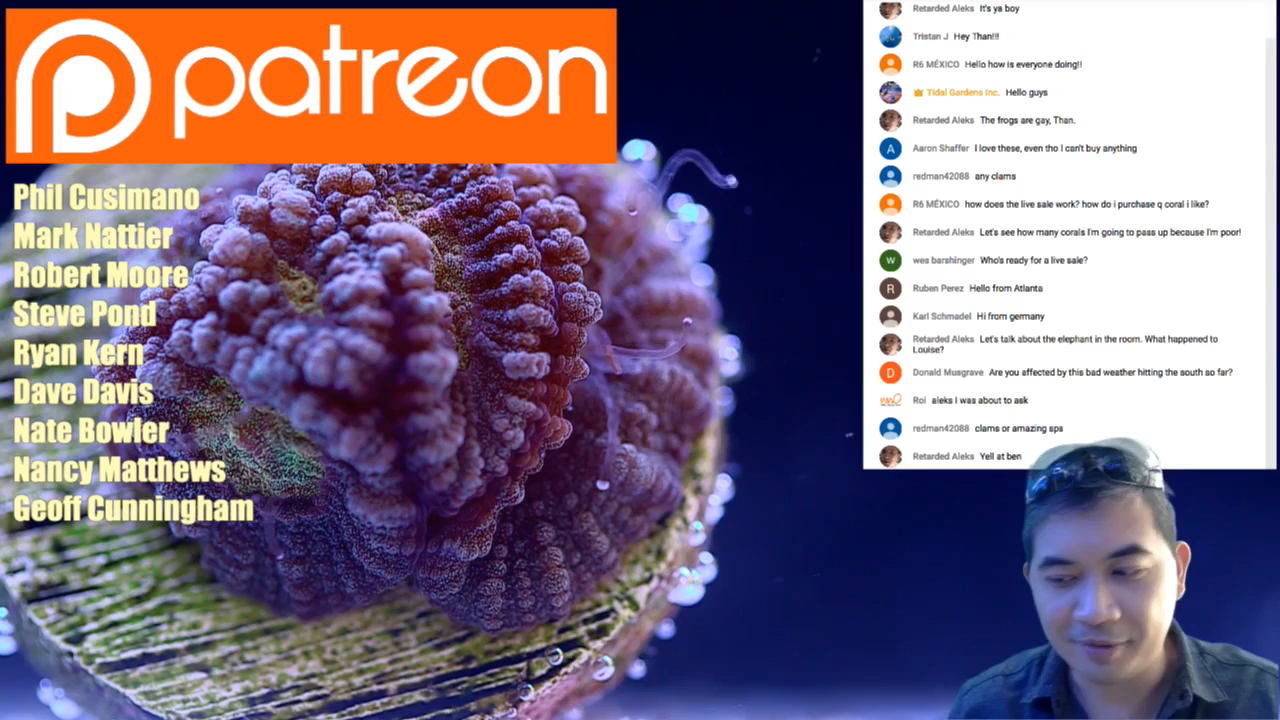 patreon
Phil Cusimano
Mark Nattier
Robert Moore
Steve Pond
Ryan Kern
Dave Davis
Nate Bowler
Nancy Matthews
Geoff Cunningham
Retarded Aleks It's ya boy
Tristan J Hey Than!!!
R6 MÉXICO Hello how is everyone doing!!
Tidal Gardens Inc. Hello guys
Retarded Aleks The frogs are gay, Than.
A Aaron Shaffer I love these, even tho I can't buy anything
redman42088 any clams
R6 MÉXICO how does the live sale work? how do i purchase q coral i like?
Retarded Aleks Let's see how many corals I'm going to pass up because I'm poor!
W wes barshinger Who's ready for a live sale?
R Ruben Perez Hello from Atlanta
Karl Schmadel Hi from germany
Retarded Aleks Let's talk about the elephant in the room. What happened to
Louise?
D Donald Musgrave Are you affected by this bad weather hitting the south so far?
Roi aleks I was about to ask
redman42088 clams or amazing sps
Retarded Aleks Yell at ben